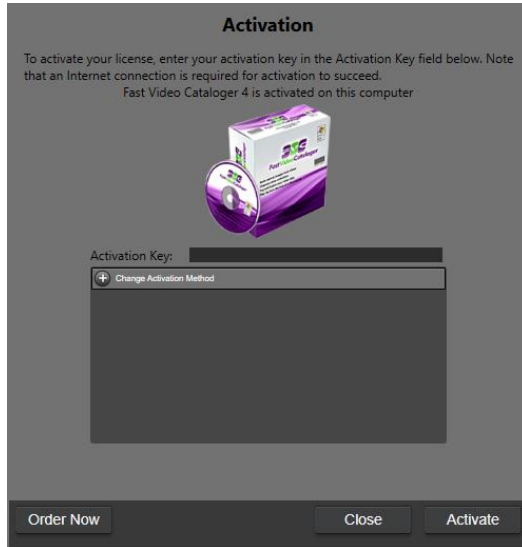 Activation
To activate your license, enter your activation key in the Activation Key field below. Note
that an Internet connection is required for activation to succeed.
Fast Video Cataloger 4 is activated on this computer
FastVideoCataloger
Activation Key:
Change Activation Method
Order Now
Close
Activate